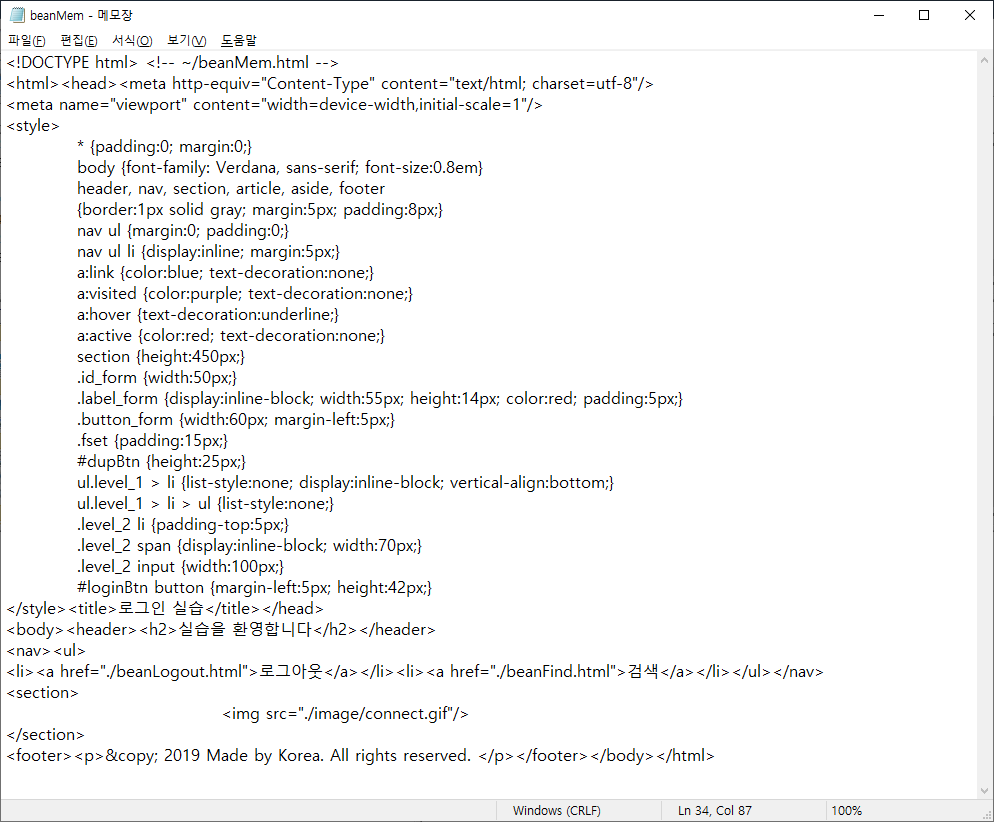 beanMem - 메모장
파일(F) 편집(E) 서식(O) 보기(V) 도움말
<!DOCTYPE html> <!-- ~/beanMem.html -->
<html><head><meta http-equiv="Content-Type" content="text/html; charset=utf-8"/>
<meta name="viewport" content="width=device-width,initial-scale=1"/>
<style>
* {padding:0; margin:0;}
body {font-family: Verdana, sans-serif; font-size:0.8em}
header, nav, section, article, aside, footer
{border:1px solid gray; margin:5px; padding:8px;}
nav ul {margin:0; padding:0;}
nav ul li {display:inline; margin:5px;}
a:link {color:blue; text-decoration:none;}
a:visited {color:purple; text-decoration:none;}
a:hover {text-decoration:underline;}
a:active {color:red; text-decoration:none;}
section {height:450px;}
.id_form {width:50px;}
.label_form {display:inline-block; width:55px; height:14px; color:red; padding:5px;}
.button_form {width:60px; margin-left:5px;}
.fset {padding:15px;}
#dupBtn {height:25px;}
ul.level_1 > li {list-style:none; display:inline-block; vertical-align:bottom;}
ul.level_1 > li > ul {list-style:none;}
.level_2 li {padding-top:5px;}
.level_2 span {display:inline-block; width:70px;}
.level_2 input {width:100px;}
#loginBtn button {margin-left:5px; height:42px;}
</style><title>로그인 실습</title></head>
<body><header><h2>실습을 환영합니다</h2></header>
<nav><ul>
<li><a href="./beanLogout.html">로그아웃</a></li><li><a href="./beanFind.html">검색</a></li></ul></nav>
<section>
<img src="./image/connect.gif"/>
</section>
<footer><p>&copy; 2019 Made by Korea. All rights reserved. </p></footer></body></html>
Windows (CRLF) Ln 34, Col 87 100%